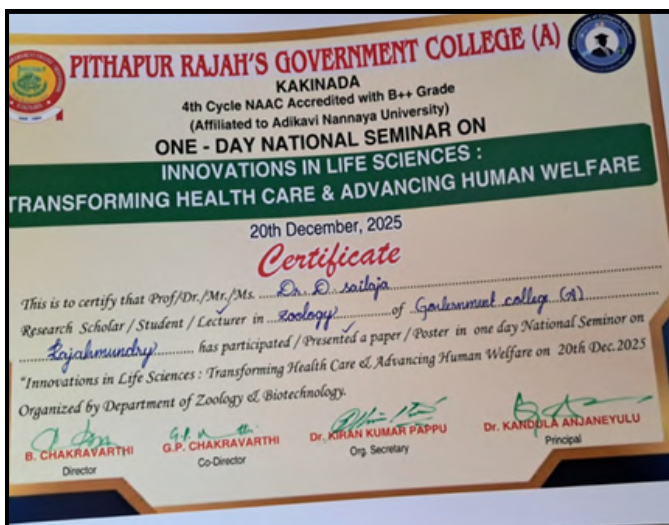 PITHAPUR RAJAH'S GOVERNMENT COLLEGE (A)
KAKINADA
4th Cycle NAAC Accredited with B++ Grade
(Affiliated to Adikavi Nannaya University)
ONE - DAY NATIONAL SEMINAR ON
INNOVATIONS IN LIFE SCIENCES :
TRANSFORMING HEALTH CARE & ADVANCING HUMAN WELFARE
20th December, 2025
Certificate
This is to certify that Prof/Dr./Mr./Ms. Dr. D. sailaja
Research Scholar / Student / Lecturer in zoology of Government college (A)
Rajahmundry has participated / Presented a paper / Poster in one day National Seminar on
"Innovations in Life Sciences : Transforming Health Care & Advancing Human Welfare on 20th Dec.2025
Organized by Department of Zoology & Biotechnology.
B. CHAKRAVARTHI G.P. CHAKRAVARTHI Dr. KIRAN KUMAR PAPPU Dr. KANDULA ANJANEYULU
Director Co-Director Org. Secretary Principal